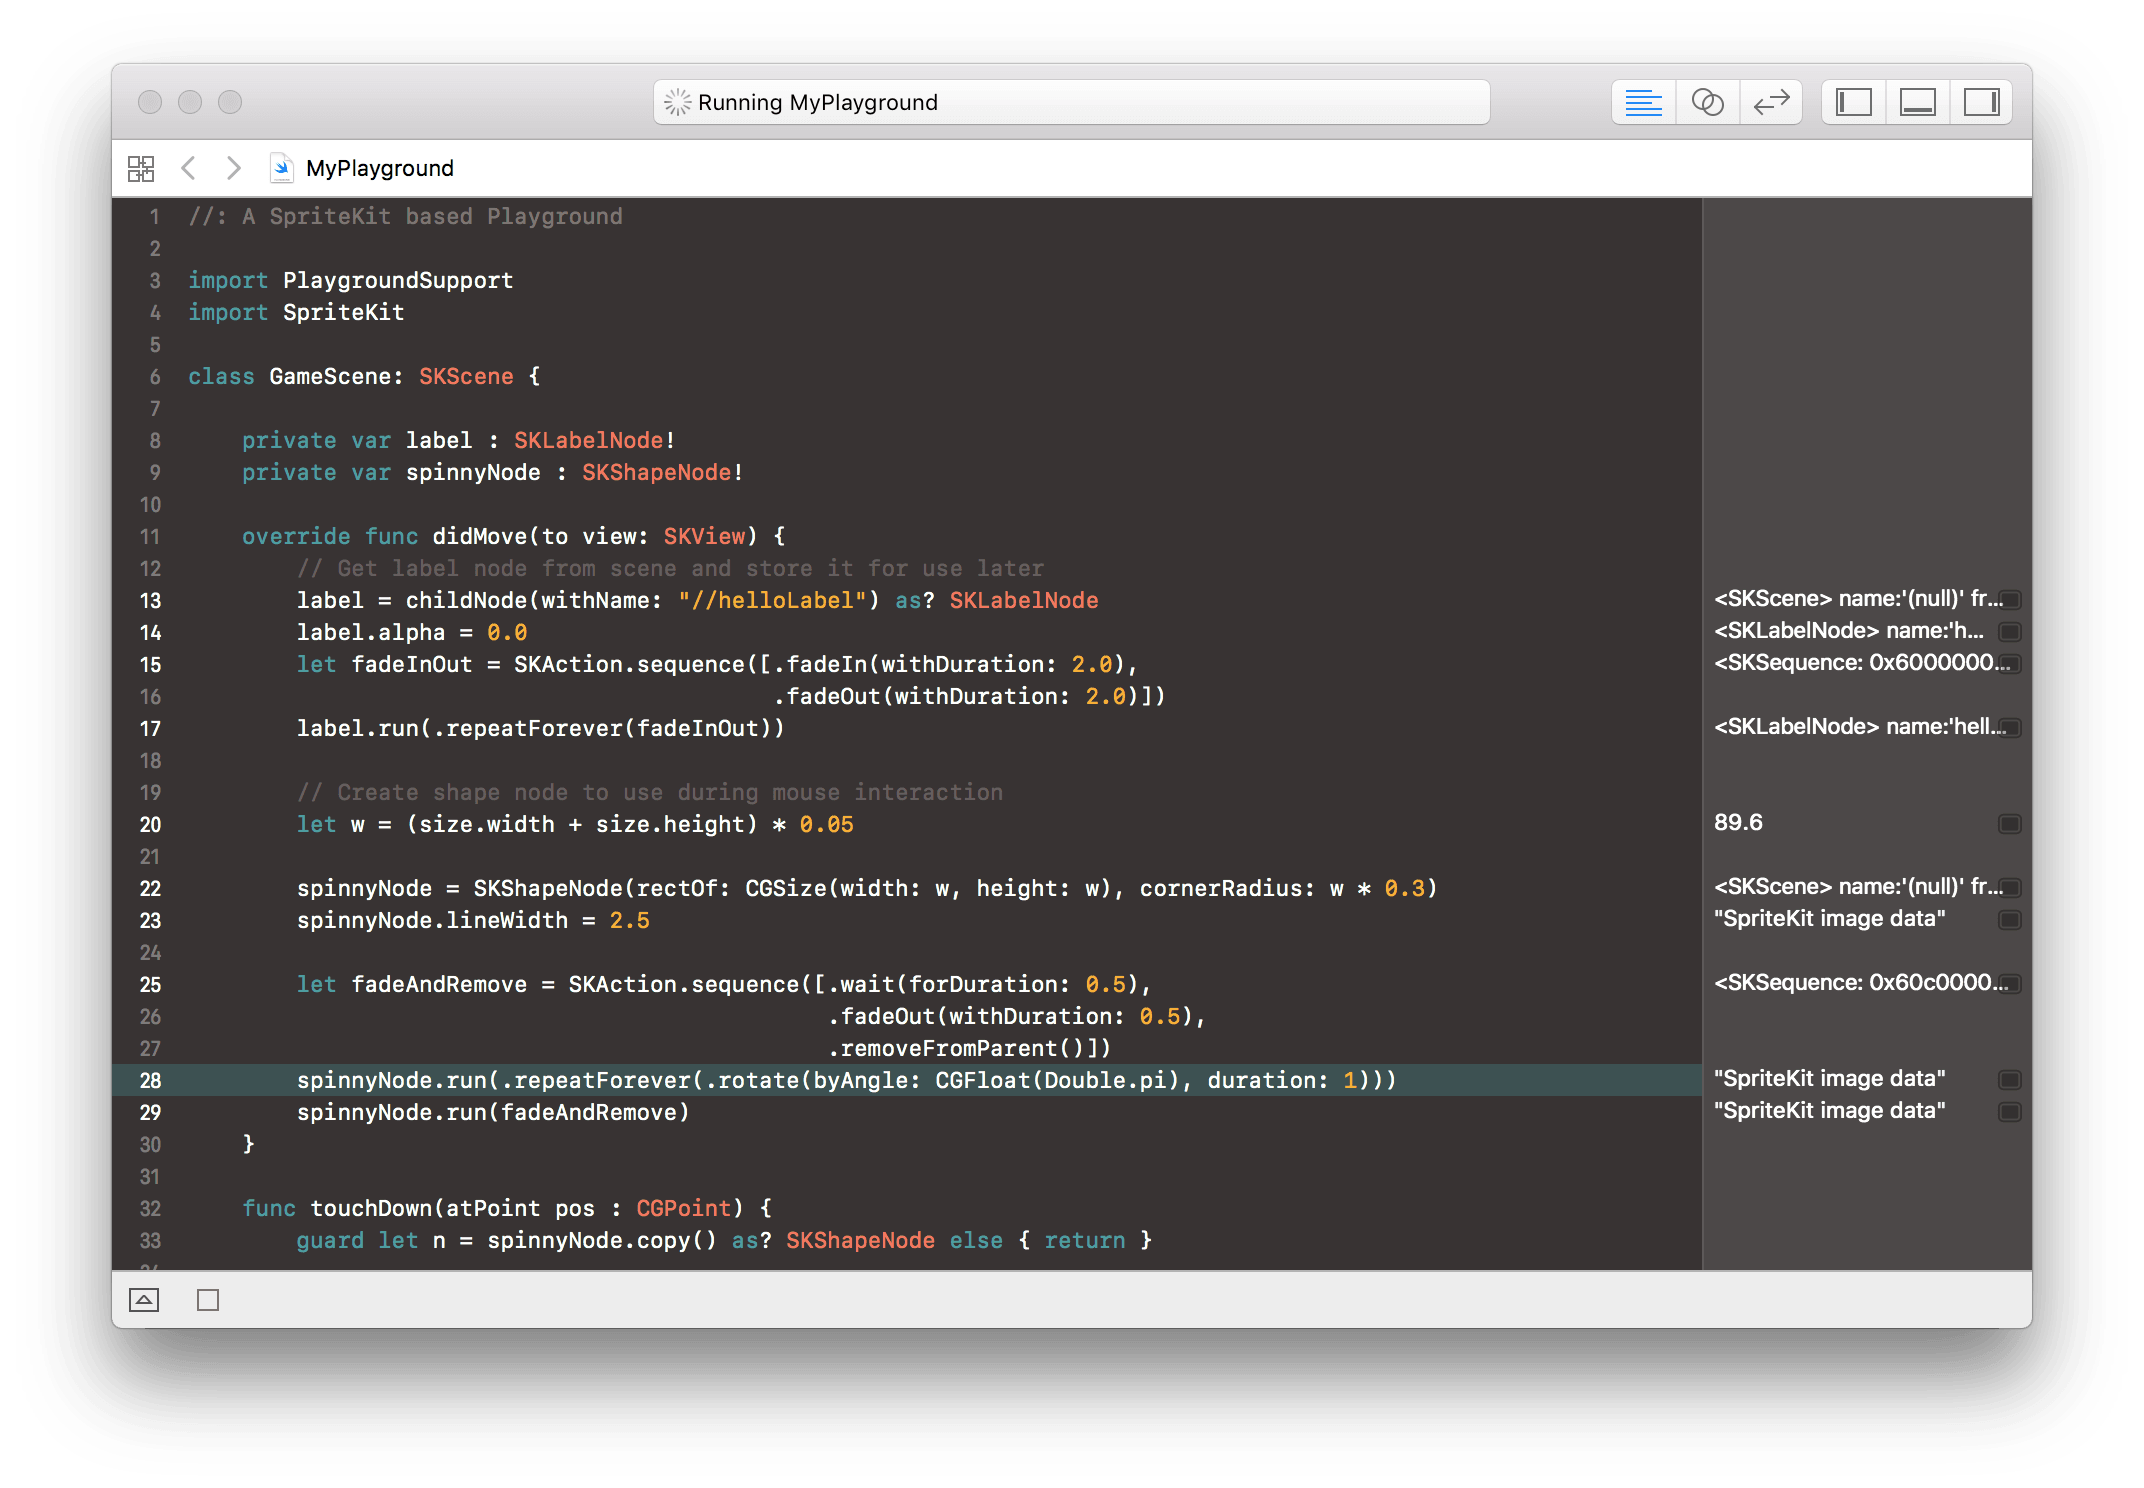 Running MyPlayground
MyPlayground
1 //: A SpriteKit based Playground
2
3 import PlaygroundSupport
4 import SpriteKit
5
6 class GameScene: SKScene {
7
8     private var label : SKLabelNode!
9     private var spinnyNode : SKShapeNode!
10
11     override func didMove(to view: SKView) {
12         // Get label node from scene and store it for use later
13         label = childNode(withName: "//helloLabel") as? SKLabelNode <SKScene> name:'(null)' fr...
14         label.alpha = 0.0 <SKLabelNode> name:'h...
15         let fadeInOut = SKAction.sequence([.fadeIn(withDuration: 2.0), <SKSequence: 0x6000000...
16                                            .fadeOut(withDuration: 2.0)])
17         label.run(.repeatForever(fadeInOut)) <SKLabelNode> name:'hell...
18
19         // Create shape node to use during mouse interaction
20         let w = (size.width + size.height) * 0.05 89.6
21
22         spinnyNode = SKShapeNode(rectOf: CGSize(width: w, height: w), cornerRadius: w * 0.3) <SKScene> name:'(null)' fr...
23         spinnyNode.lineWidth = 2.5 "SpriteKit image data"
24
25         let fadeAndRemove = SKAction.sequence([.wait(forDuration: 0.5), <SKSequence: 0x60c0000...
26                                                .fadeOut(withDuration: 0.5),
27                                                .removeFromParent()])
28         spinnyNode.run(.repeatForever(.rotate(byAngle: CGFloat(Double.pi), duration: 1))) "SpriteKit image data"
29         spinnyNode.run(fadeAndRemove) "SpriteKit image data"
30     }
31
32     func touchDown(atPoint pos : CGPoint) {
33         guard let n = spinnyNode.copy() as? SKShapeNode else { return }